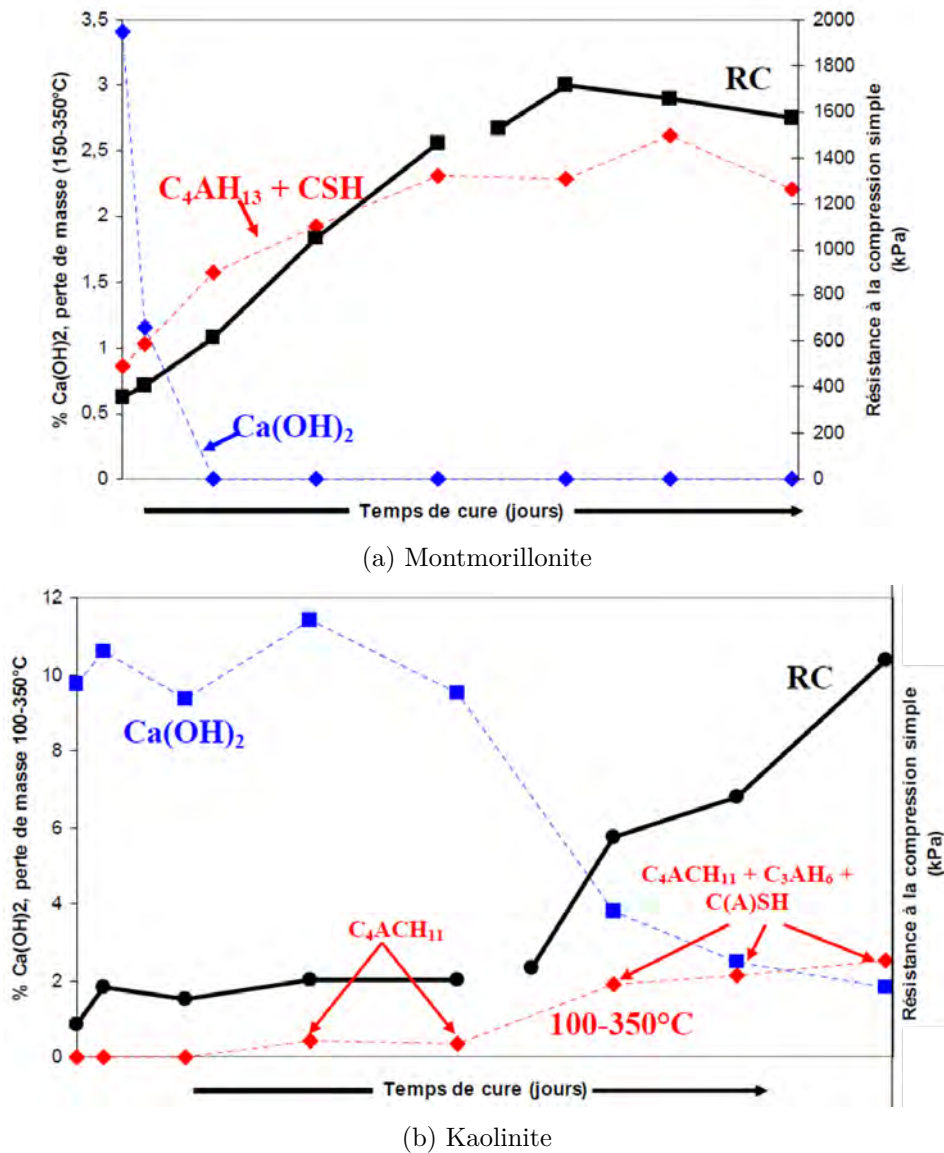 % Ca(OH)2, perte de masse (150-350°C)
3,5
3
2,5
2
1,5
1
0,5
0
RC
C₄AH₁₃ + CSH
Ca(OH)₂
2000
1800
1600
1400
1200
1000
800
600
400
200
0
Résistance à la compression simple
(kPa)
Temps de cure (jours)
(a) Montmorillonite
% Ca(OH)2, perte de masse 100-350°C
12
10
8
6
4
2
0
RC
Ca(OH)₂
C₄ACH₁₁
C₄ACH₁₁ + C₃AH₆ +
C(A)SH
100-350°C
Résistance à la compression simple
(kPa)
Temps de cure (jours)
(b) Kaolinite